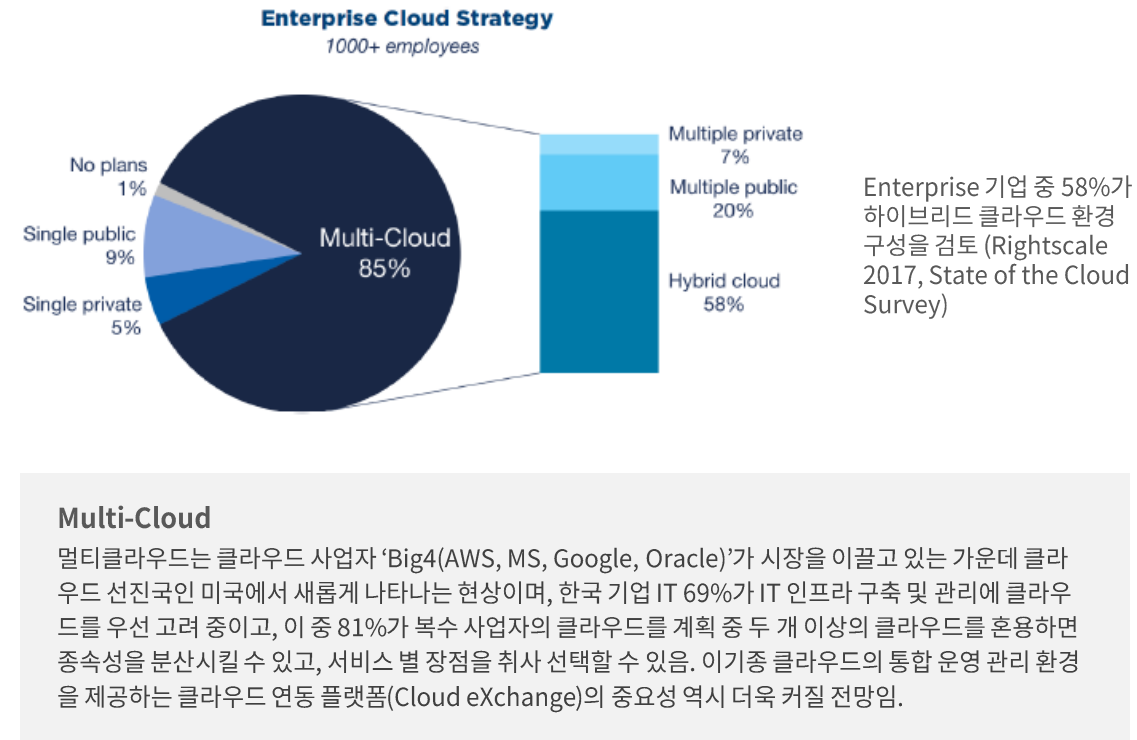 Enterprise Cloud Strategy
1000+ employees
No plans
1%
Single public
9%
Single private
5%
Multi-Cloud
85%
Multiple private
7%
Multiple public
20%
Hybrid cloud
58%
Enterprise 기업 중 58%가
하이브리드 클라우드 환경
구성을 검토 (Rightscale
2017, State of the Cloud
Survey)
Multi-Cloud
멀티클라우드는 클라우드 사업자 ‘Big4(AWS, MS, Google, Oracle)’가 시장을 이끌고 있는 가운데 클라
우드 선진국인 미국에서 새롭게 나타나는 현상이며, 한국 기업 IT 69%가 IT 인프라 구축 및 관리에 클라우
드를 우선 고려 중이고, 이 중 81%가 복수 사업자의 클라우드를 계획 중 두 개 이상의 클라우드를 혼용하면
종속성을 분산시킬 수 있고, 서비스 별 장점을 취사 선택할 수 있음. 이기종 클라우드의 통합 운영 관리 환경
을 제공하는 클라우드 연동 플랫폼(Cloud eXchange)의 중요성 역시 더욱 커질 전망임.